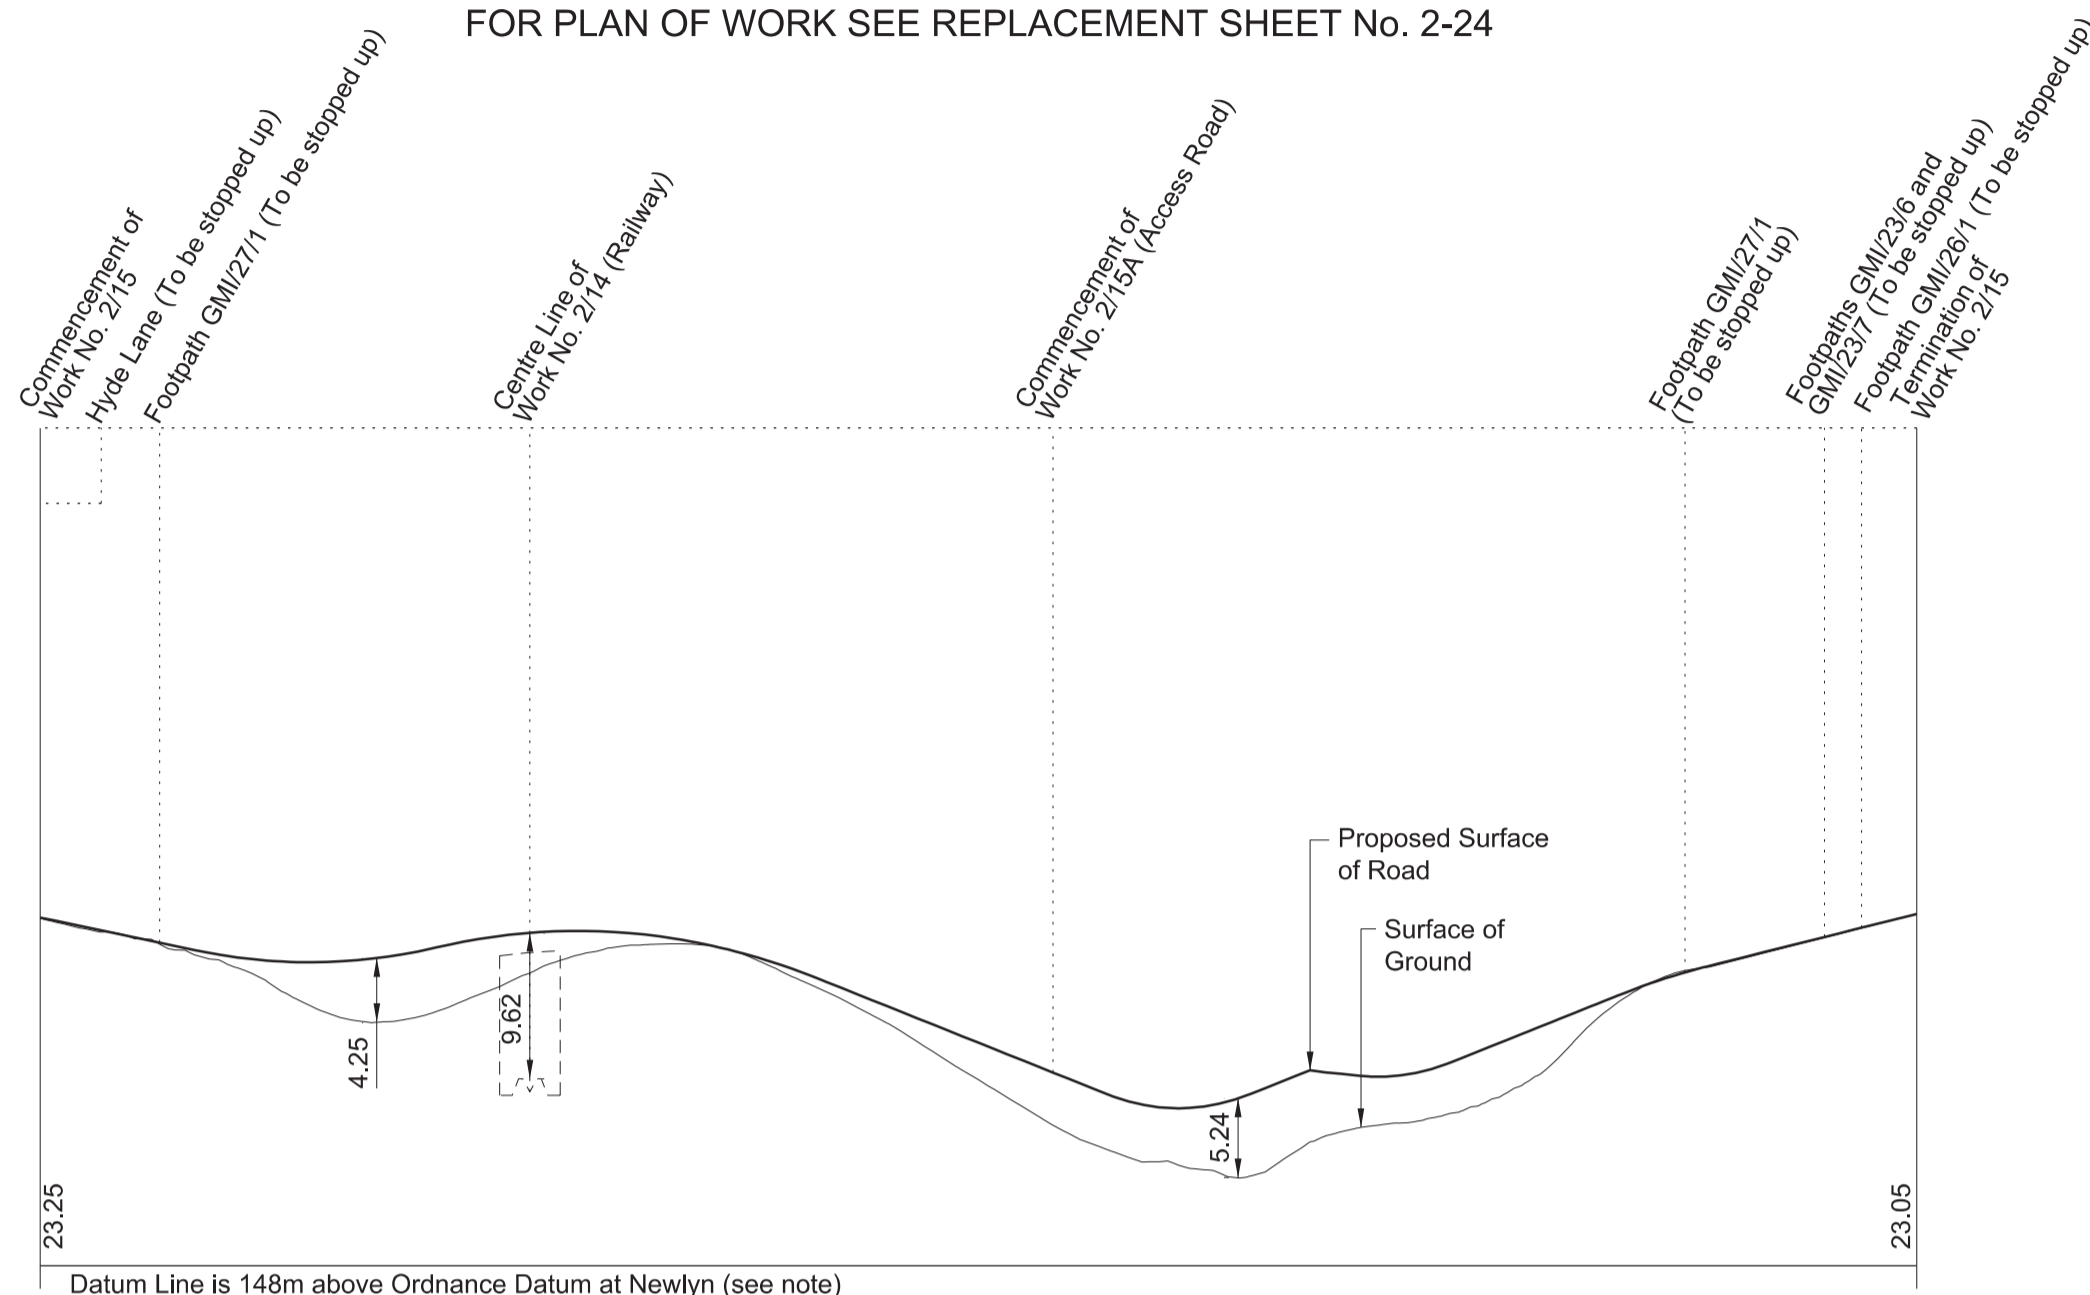 FOR PLAN OF WORK SEE REPLACEMENT SHEET No. 2-24
Commencement of
Work No. 2/15
Hyde Lane (To be stopped up)
Footpath GMI/27/1 (To be stopped up)
Centre Line of
Work No. 2/14 (Railway)
Commencement of
Work No. 2/15A (Access Road)
Footpath GMI/27/1
(To be stopped up)
Footpaths GMI/23/6 and
GMI/23/7 (To be stopped up)
Footpath GMI/26/1 (To be stopped up)
Termination of
Work No. 2/15
Proposed Surface
of Road
Surface of
Ground
4.25
9.62
5.24
23.25
23.05
Datum Line is 148m above Ordnance Datum at Newlyn (see note)